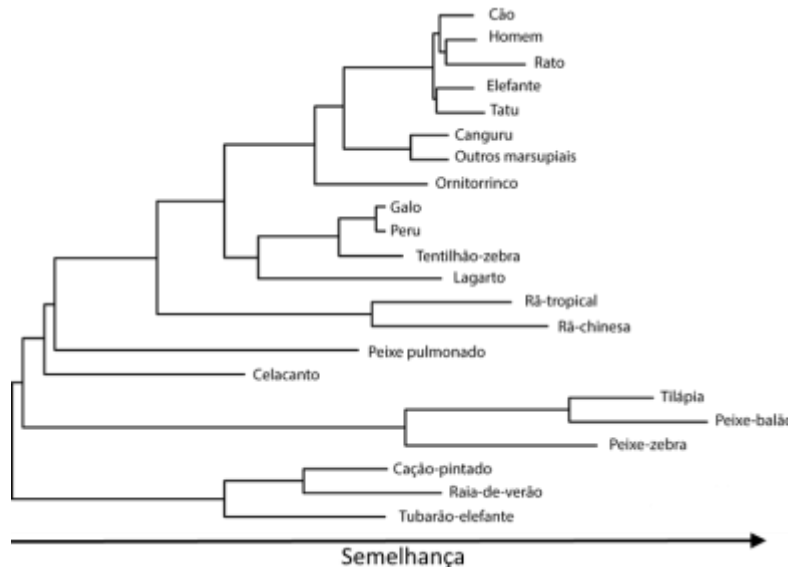 Cão
Homem
Rato
Elefante
Tatu
Canguru
Outros marsupiais
Ornitorrinco
Galo
Peru
Tentilhão-zebra
Lagarto
Rã-tropical
Rã-chinesa
Peixe pulmonado
Celacanto
Tilápia
Peixe-balão
Peixe-zebra
Cação-pintado
Raia-de-verão
Tubarão-elefante
Semelhança